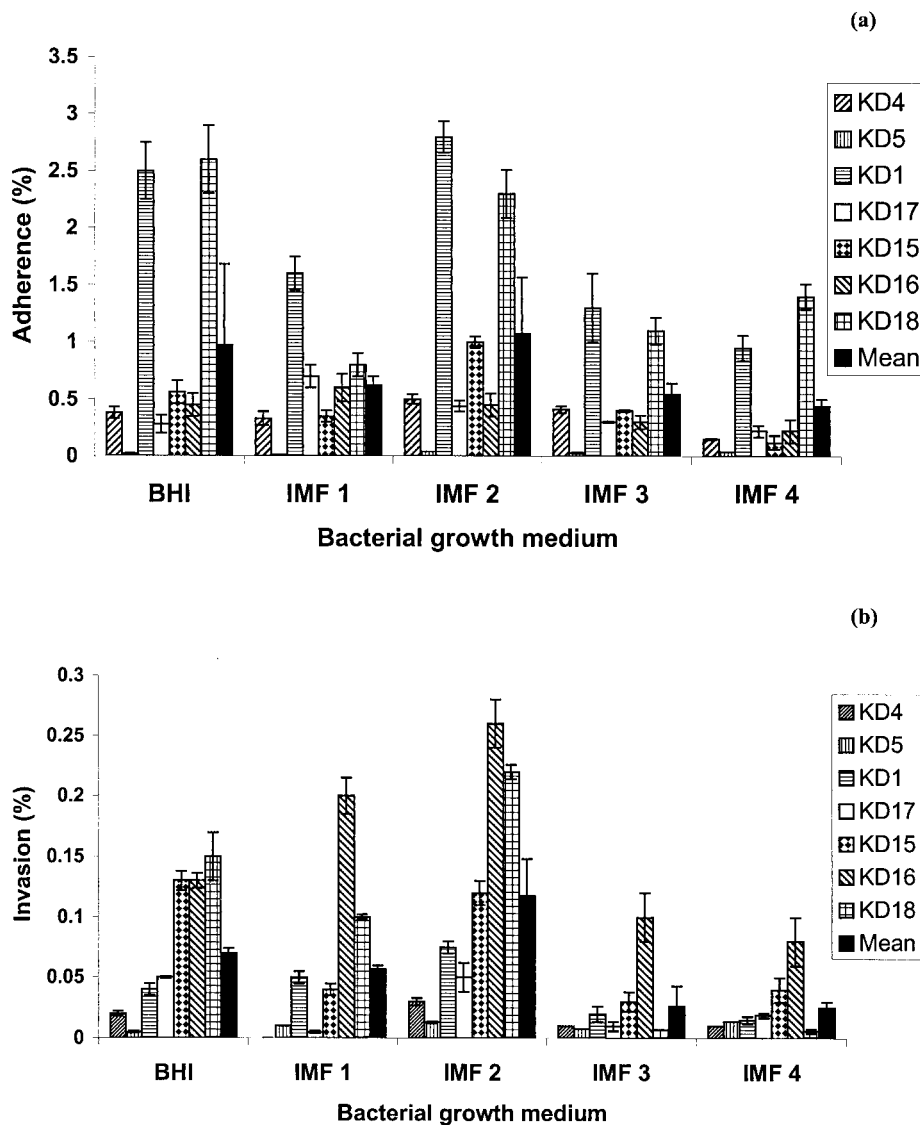 (a)
3.5
3
2.5
2
1.5
1
0.5
0
Adherence (%)
BHI IMF 1 IMF 2 IMF 3 IMF 4
Bacterial growth medium
KD4
KD5
KD1
KD17
KD15
KD16
KD18
Mean
(b)
0.3
0.25
0.2
0.15
0.1
0.05
0
Invasion (%)
BHI IMF 1 IMF 2 IMF 3 IMF 4
Bacterial growth medium
KD4
KD5
KD1
KD17
KD15
KD16
KD18
Mean